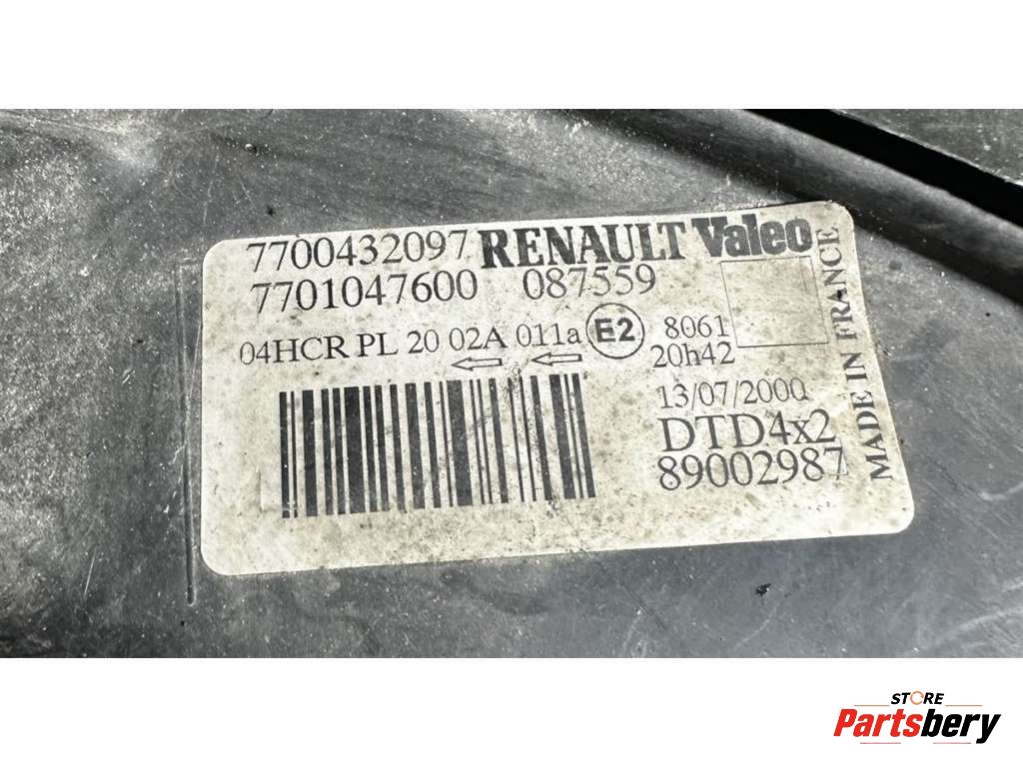 7700432097 RENAULT Valeo
7701047600 087559
04HCR PL 20 02A 011a E2 8061
20h42
13/07/2000
DTD4x2
89002987
MADE IN FRANCE
STORE
Partsbery